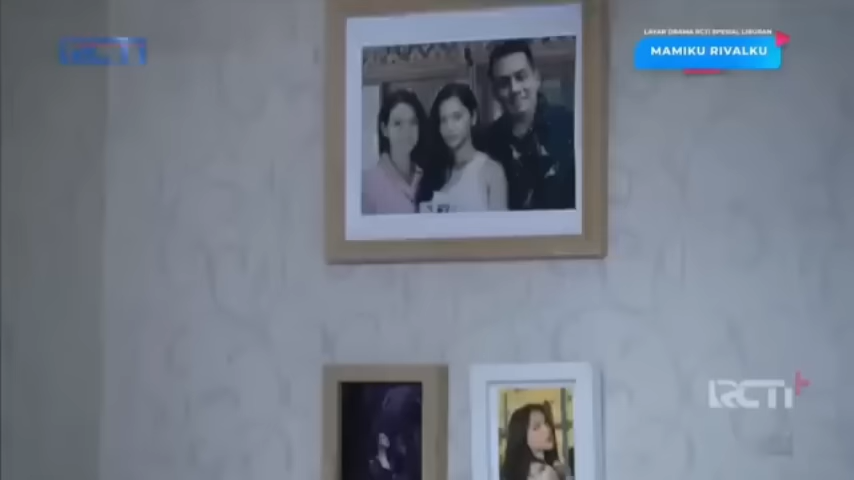 RCTI
LAYAR DRAMA RCTI SPESIAL LIBURAN
MAMIKU RIVALKU
RCTI+